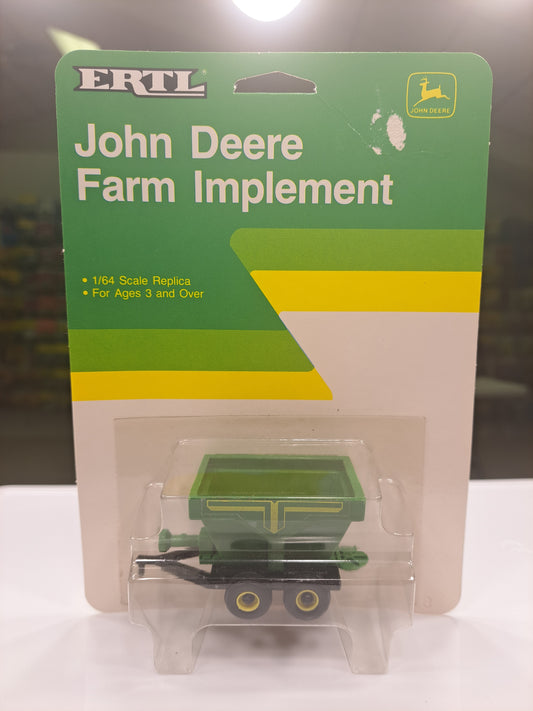 ERTL
JOHN DEERE
John Deere
Farm Implement
• 1/64 Scale Replica
• For Ages 3 and Over